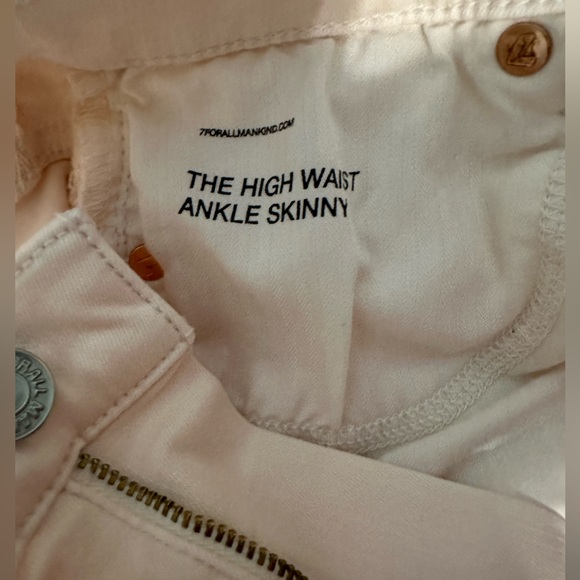 7FORALLMANKIND.COM
THE HIGH WAIST
ANKLE SKINNY